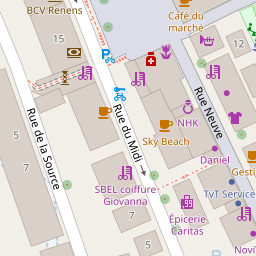 BCV Renens
Café du
marché
15
12
Rue Neuve
NHK
Sky Beach
Rue du Midi
Rue de la Source
Daniel
Gesti
SBEL coiffure
Giovanna
TvT Service
Épicerie
Caritas
7
7
5
5
Novi